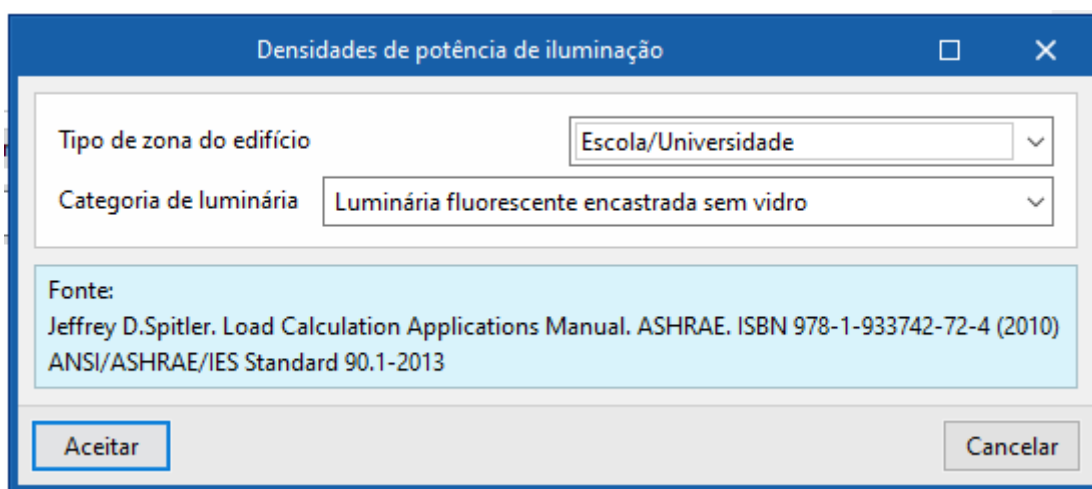 Densidades de potência de iluminação
Tipo de zona do edifício
Escola/Universidade
Categoria de luminária
Luminária fluorescente encastrada sem vidro
Fonte:
Jeffrey D.Spitler. Load Calculation Applications Manual. ASHRAE. ISBN 978-1-933742-72-4 (2010)
ANSI/ASHRAE/IES Standard 90.1-2013
Aceitar
Cancelar